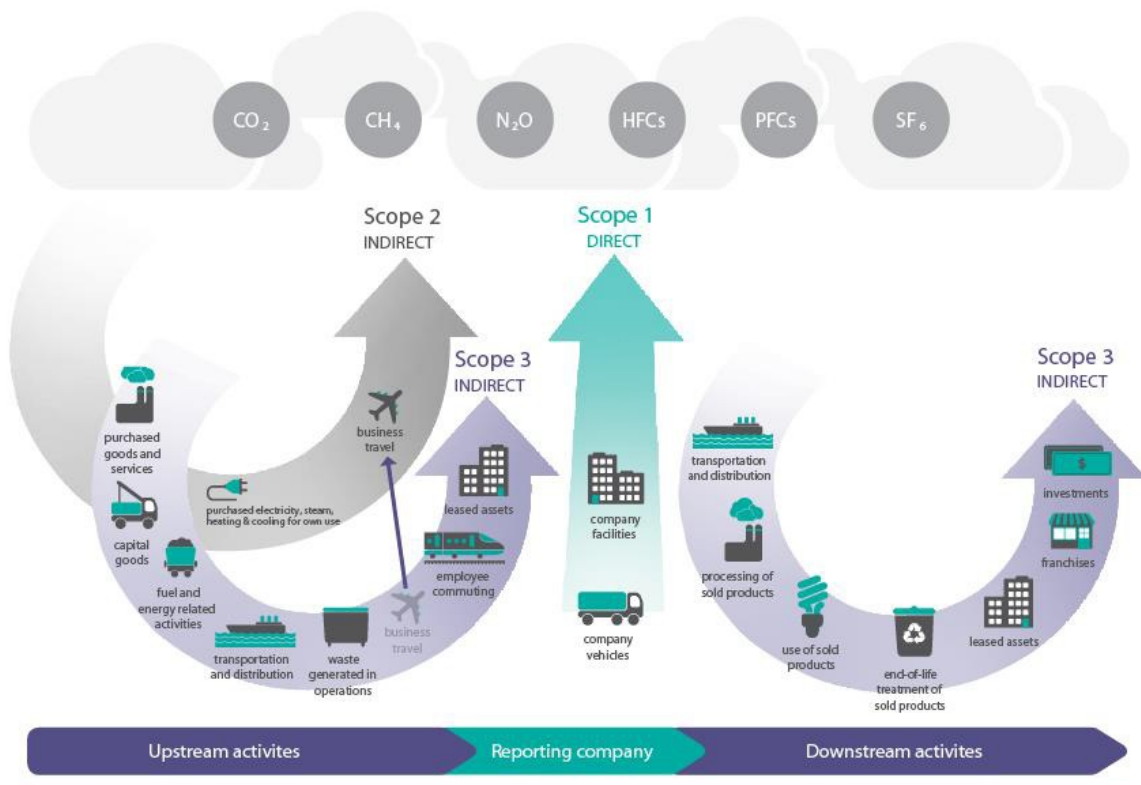 CO₂
CH₄
N₂O
HFCs
PFCs
SF₆
Scope 2
INDIRECT
Scope 1
DIRECT
Scope 3
INDIRECT
Scope 3
INDIRECT
purchased
goods and
services
capital
goods
fuel and
energy related
activities
transportation
and distribution
waste
generated in
operations
business
travel
purchased electricity, steam,
heating & cooling for own use
business
travel
employee
commuting
leased assets
company
facilities
company
vehicles
transportation
and distribution
processing of
sold products
use of sold
products
end-of-life
treatment of
sold products
leased assets
franchises
$
investments
Upstream activites
Reporting company
Downstream activites